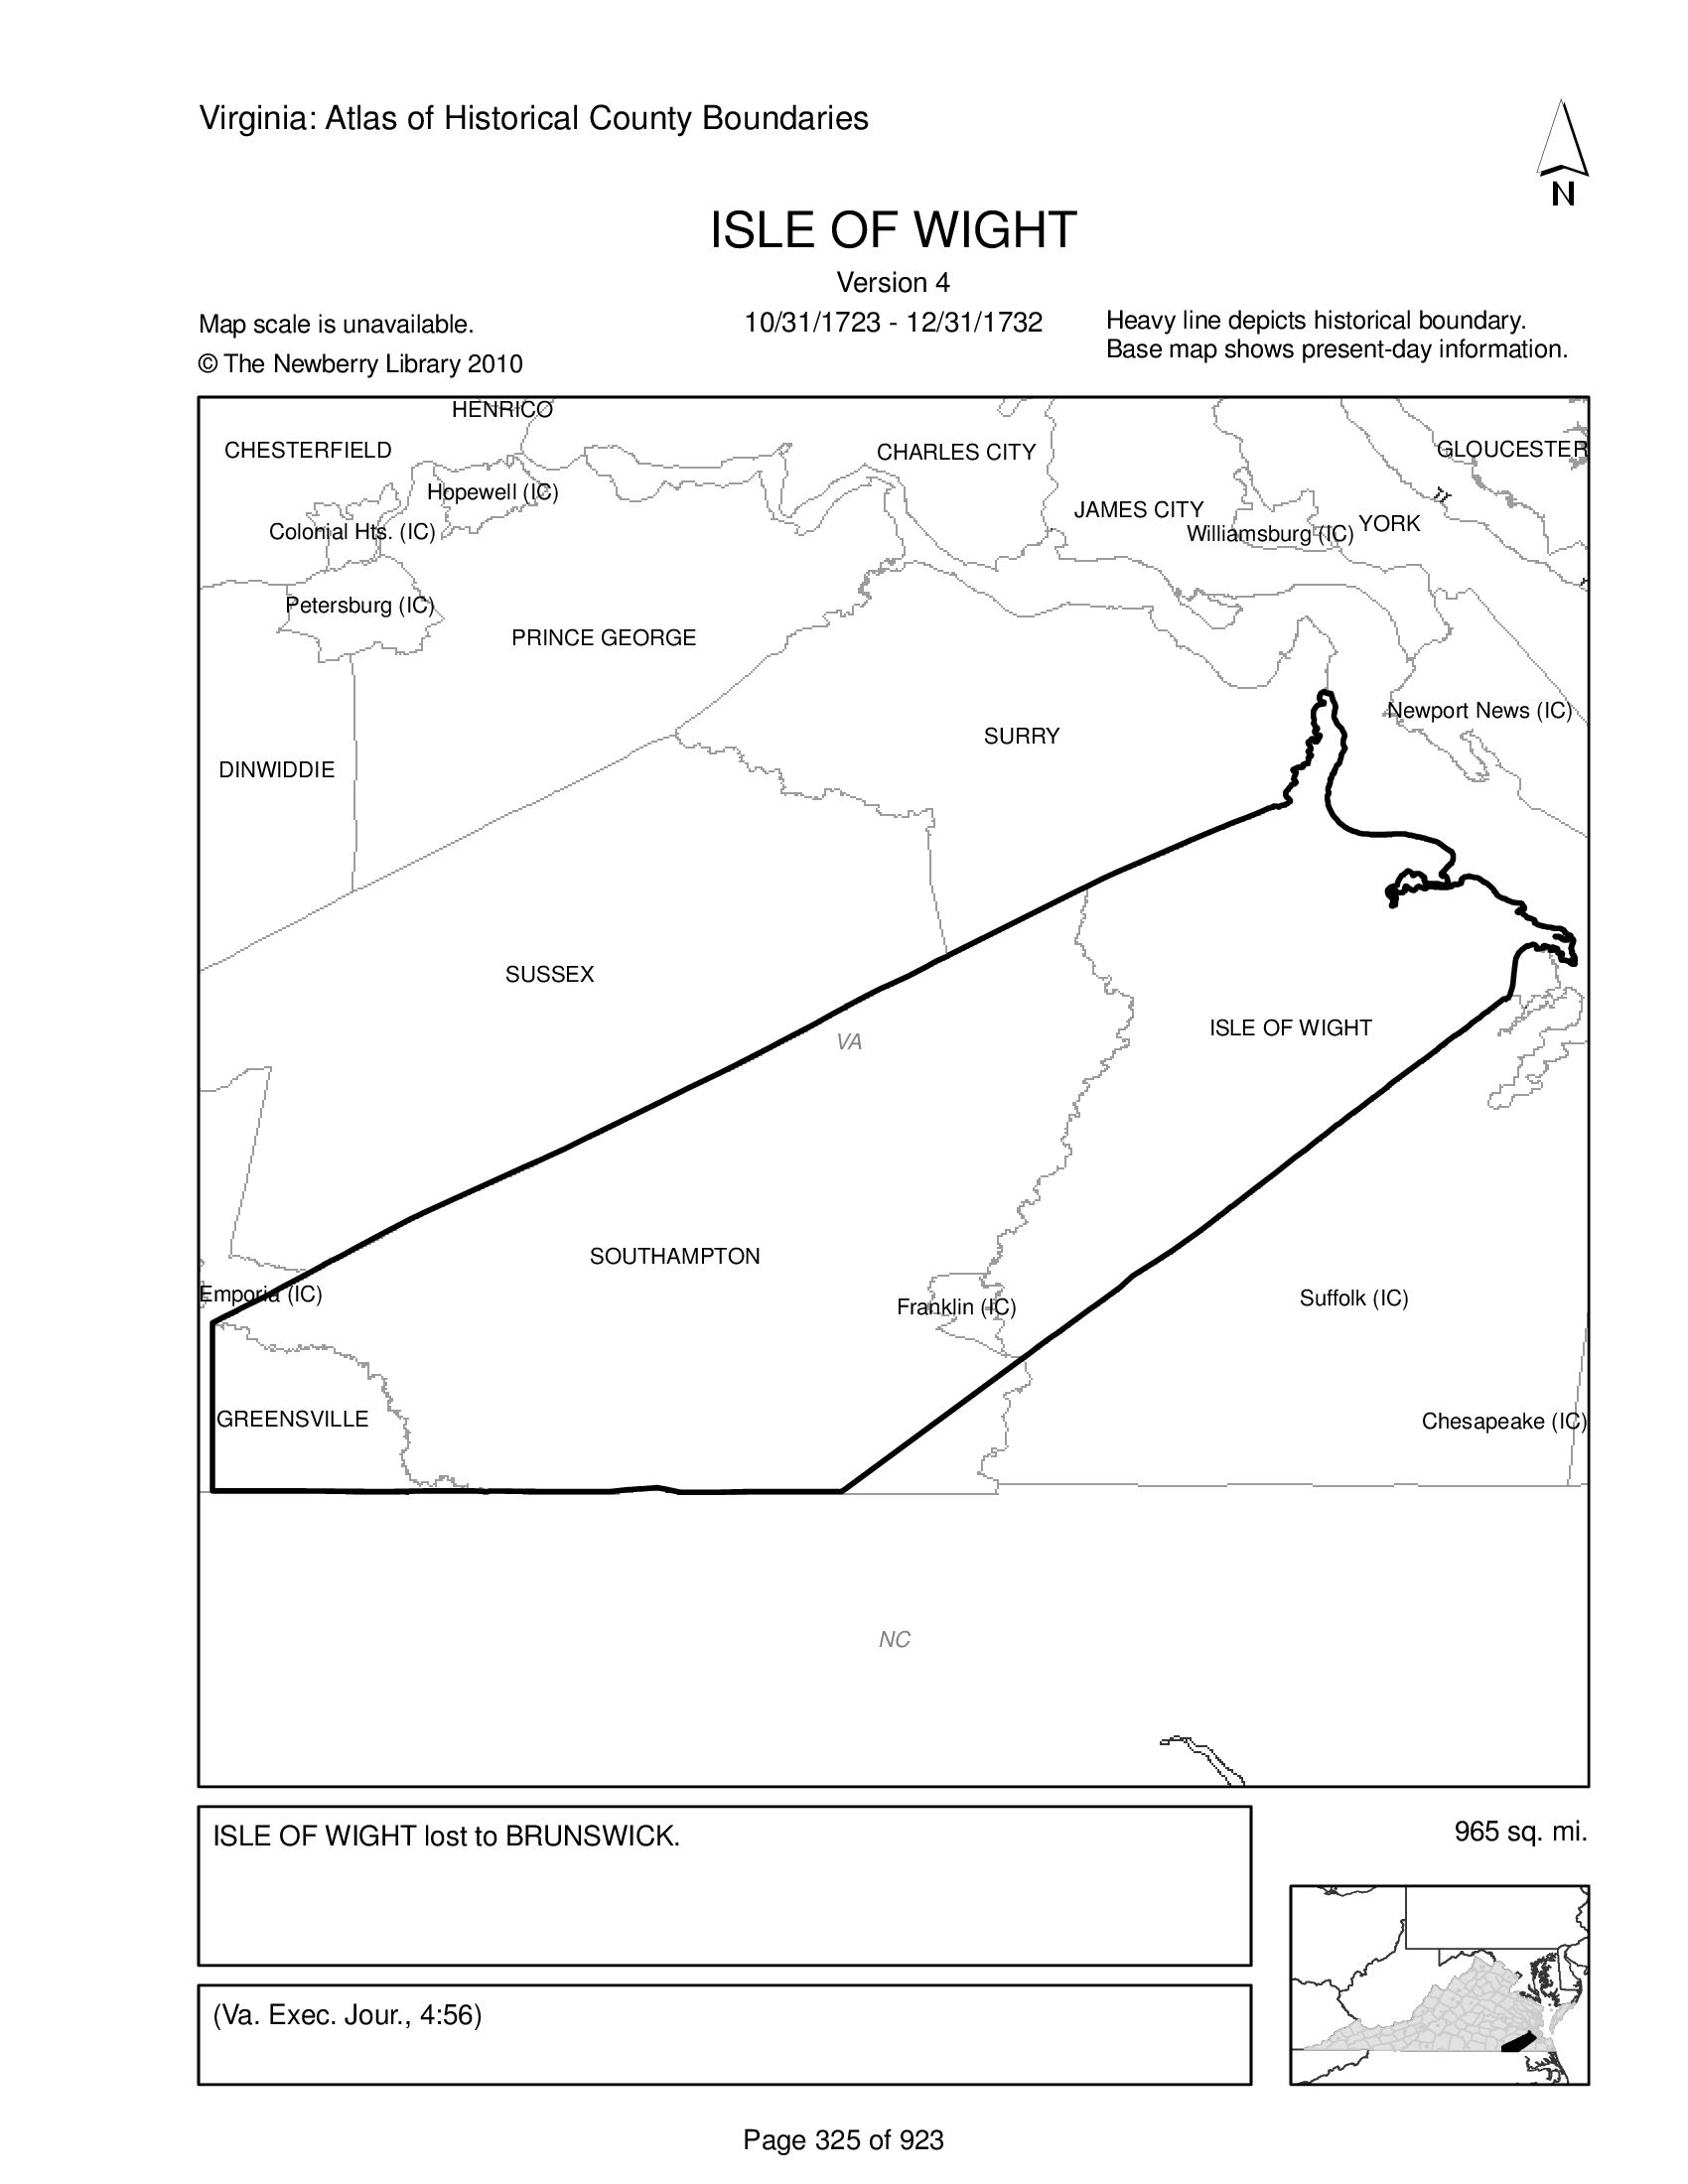 Virginia: Atlas of Historical County Boundaries
N
ISLE OF WIGHT
Version 4
Map scale is unavailable.
10/31/1723 - 12/31/1732
Heavy line depicts historical boundary.
© The Newberry Library 2010
Base map shows present-day information.
HENRICO
CHESTERFIELD
CHARLES CITY
GLOUCESTER
Hopewell (IC)
JAMES CITY
Colonial Hts. (IC)
Williamsburg (IC)
YORK
Petersburg (IC)
PRINCE GEORGE
Newport News (IC)
SURRY
DINWIDDIE
SUSSEX
ISLE OF WIGHT
VA
SOUTHAMPTON
Emporia (IC)
Franklin (IC)
Suffolk (IC)
GREENSVILLE
Chesapeake (IC)
NC
ISLE OF WIGHT lost to BRUNSWICK.
965 sq. mi.
(Va. Exec. Jour., 4:56)
Page 325 of 923